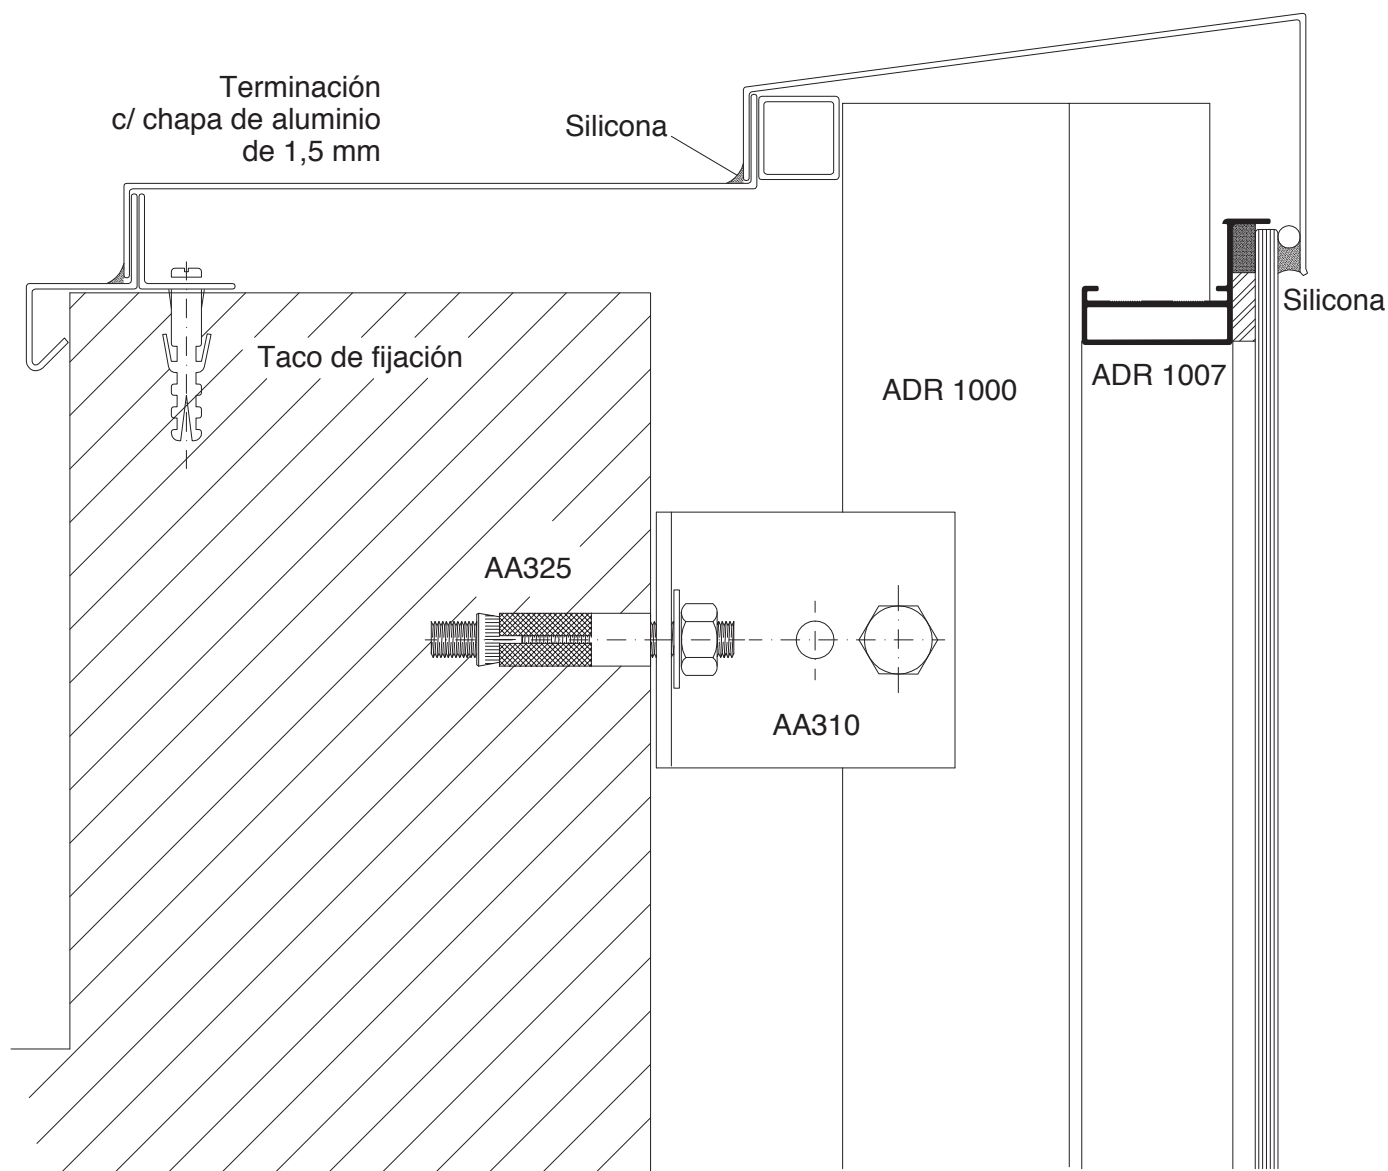 Terminación
c/ chapa de aluminio
de 1,5 mm
Silicona
Silicona
Taco de fijación
ADR 1000
ADR 1007
AA325
AA310